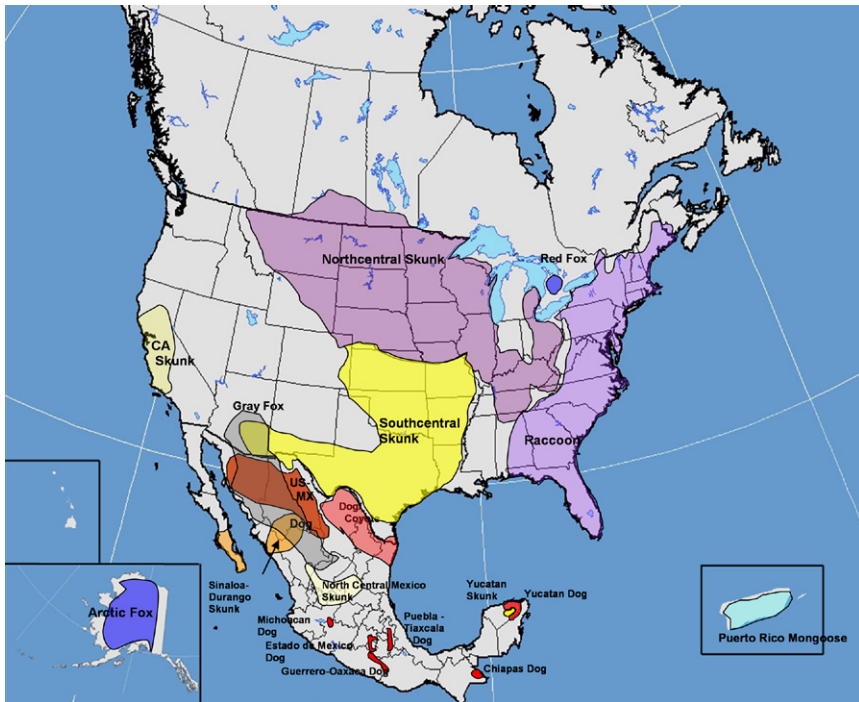 Northcentral Skunk
Red Fox
CA
Skunk
Gray Fox
Southcentral
Skunk
Raccoon
US-
MX
Dog
Dog/
Coyote
Sinaloa-
Durango
Skunk
North Central Mexico
Skunk
Yucatan
Skunk
Yucatan Dog
Arctic Fox
Michoacan
Dog
Puebla -
Tlaxcala
Dog
Estado de Mexico
Dog
Guerrero-Oaxaca Dog
Chiapas Dog
Puerto Rico Mongoose